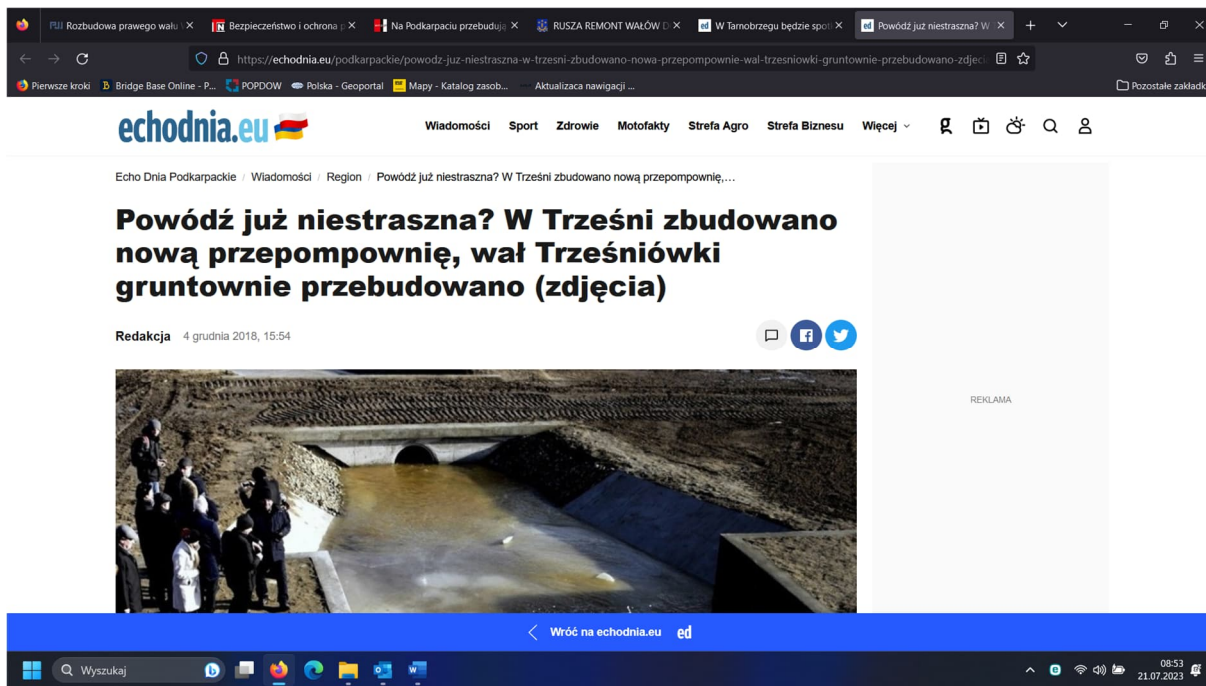 Rozbudowa prawego wału
Bezpieczeństwo i ochrona p
Na Podkarpaciu przebudują
RUSZA REMONT WAŁÓW D
ed W Tarnobrzegu będzie spot
ed Powódź już niestraszna? W
https://echodnia.eu/podkarpackie/powodz-juz-niestraszna-w-trzesni-zbudowano-nowa-przepompownie-wal-trzesniowki-gruntownie-przebudowano-zdjeci
Pierwsze kroki
Bridge Base Online - P...
POPDOW
Polska - Geoportal
Mapy - Katalog zasob...
Aktualizaca nawigacji ...
Pozostałe zakładk
echodnia.eu
Wiadomości Sport Zdrowie Motofakty Strefa Agro Strefa Biznesu Więcej
Echo Dnia Podkarpackie / Wiadomości / Region / Powódź już niestraszna? W Trześni zbudowano nową przepompownię,...
Powódź już niestraszna? W Trześni zbudowano
nową przepompownię, wał Trześniówki
gruntownie przebudowano (zdjęcia)
Redakcja 4 grudnia 2018, 15:54
REKLAMA
Wróć na echodnia.eu ed
Wyszukaj
08:53
21.07.2023